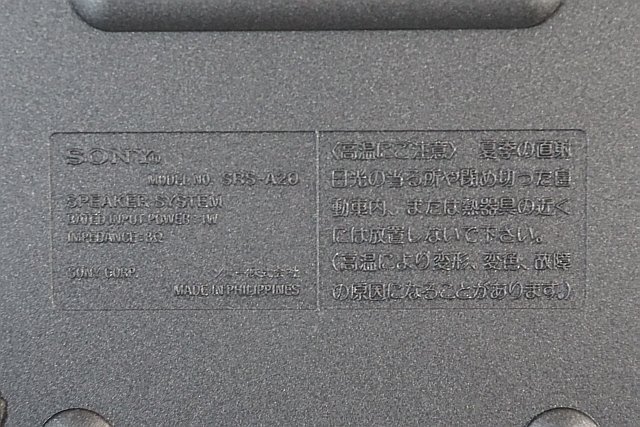 SONY
MODEL NO. SRS-A20
SPEAKER SYSTEM
RATED INPUT POWER : 1W
IMPEDANCE : 8Ω
SONY CORP. ソニー株式会社
MADE IN PHILIPPINES
〈高温にご注意〉 夏季の直射
日光の当る所や閉め切った自
動車内、または熱器具の近く
には放置しないで下さい。
(高温により変形、変色、故障
の原因になることがあります。)